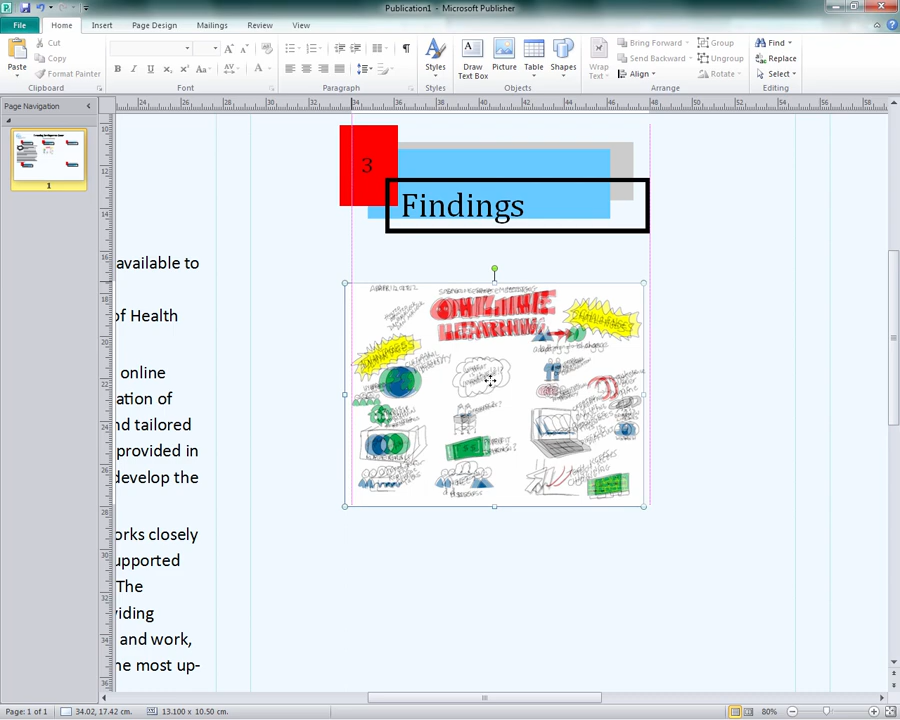 Publication1 - Microsoft Publisher
File Home Insert Page Design Mailings Review View
Cut
Copy
Format Painter
Paste
Clipboard
Font
Paragraph
Styles
Styles
Draw Text Box
Picture
Table
Shapes
Objects
Wrap Text
Bring Forward
Send Backward
Align
Group
Ungroup
Rotate
Arrange
Find
Replace
Select
Editing
Page Navigation
1
3
Findings
available to
of Health
online
ation of
nd tailored
provided in
develop the
orks closely
upported
The
viding
and work,
he most up-
ONLINE
LEARNING
Page: 1 of 1 34.02, 17.42 cm. 13.100 x 10.50 cm. 80%